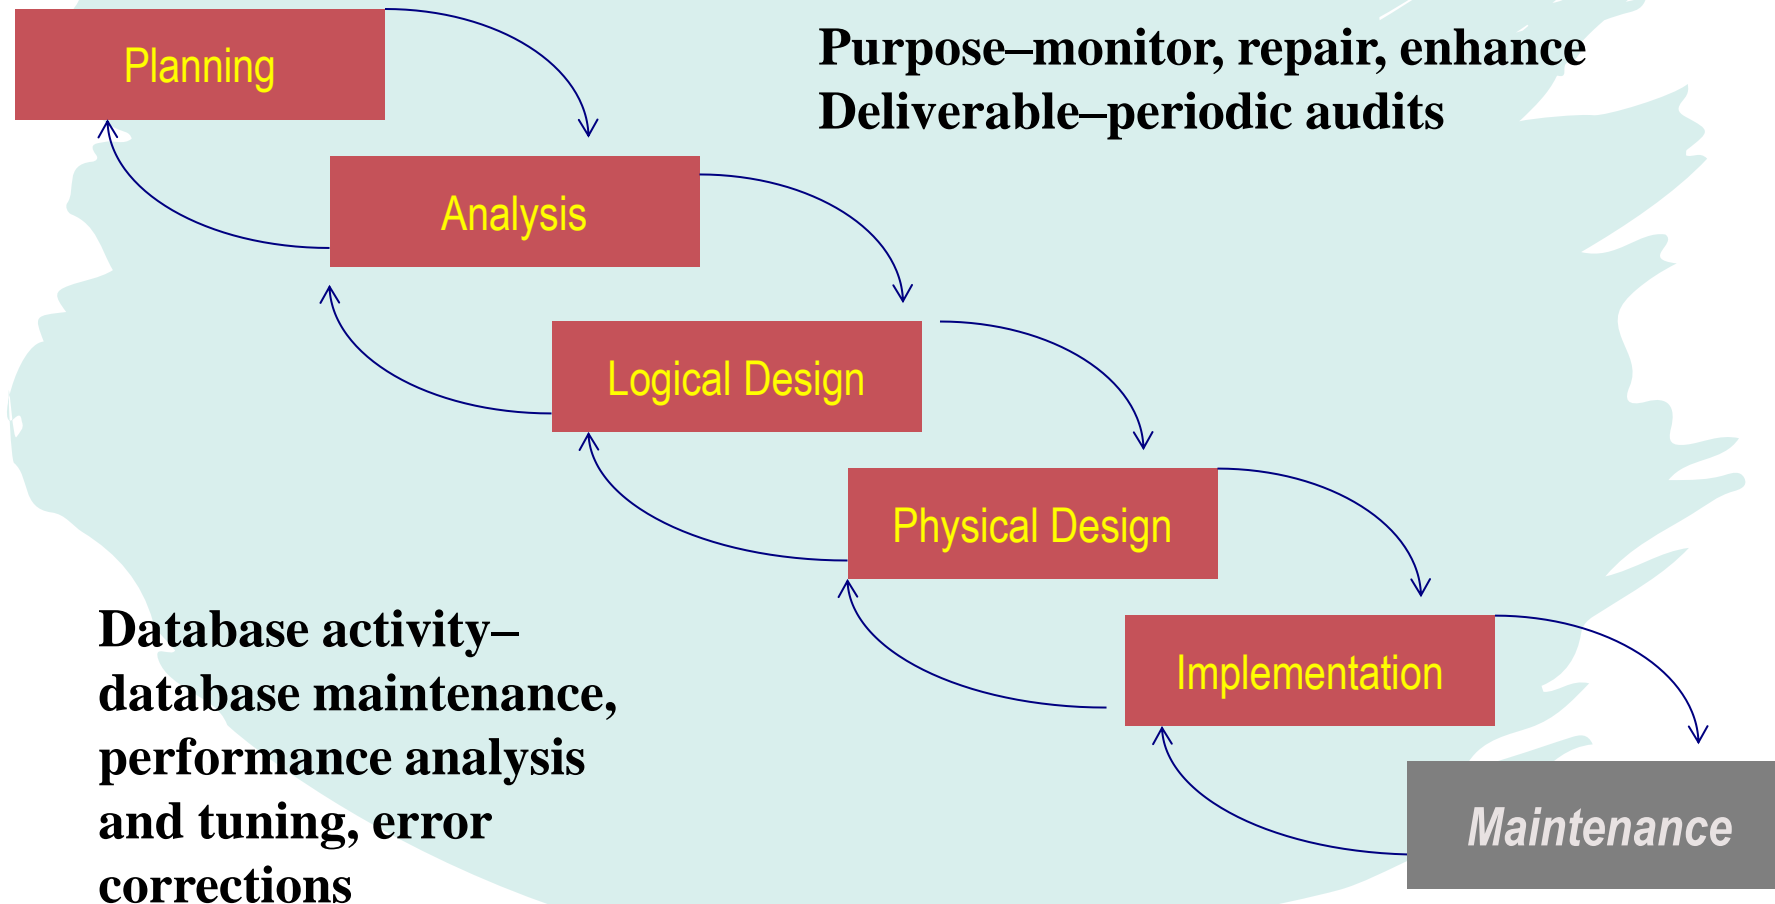 Planning
Purpose–monitor, repair, enhance
Deliverable–periodic audits
Analysis
Logical Design
Physical Design
Database activity–
database maintenance,
performance analysis
and tuning, error
corrections
Implementation
Maintenance